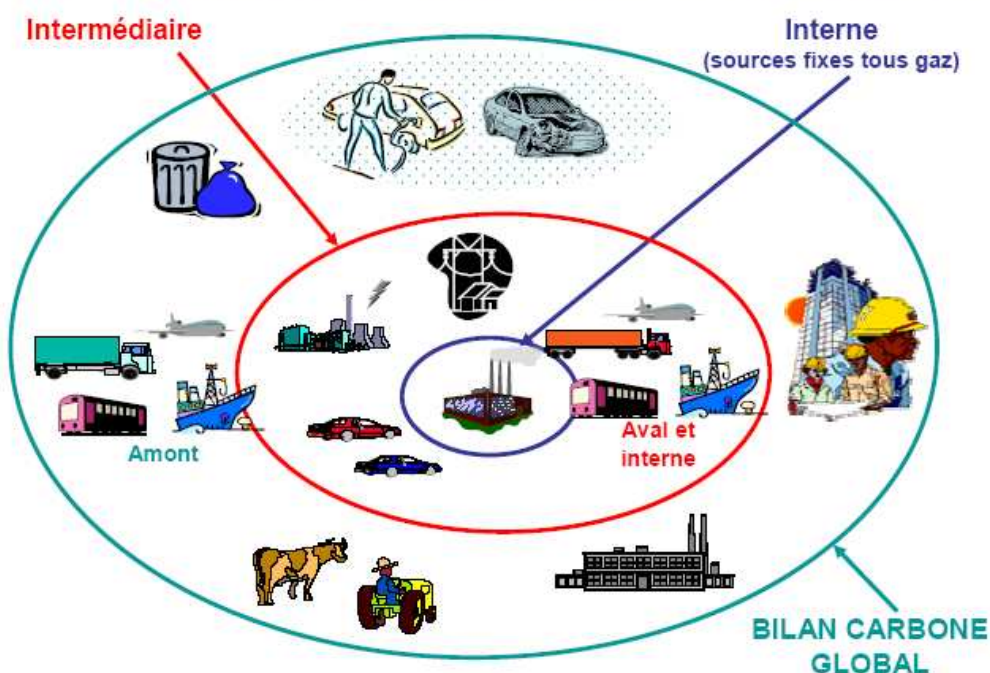 Intermédiaire
Interne
(sources fixes tous gaz)
Amont
Aval et
interne
BILAN CARBONE
GLOBAL